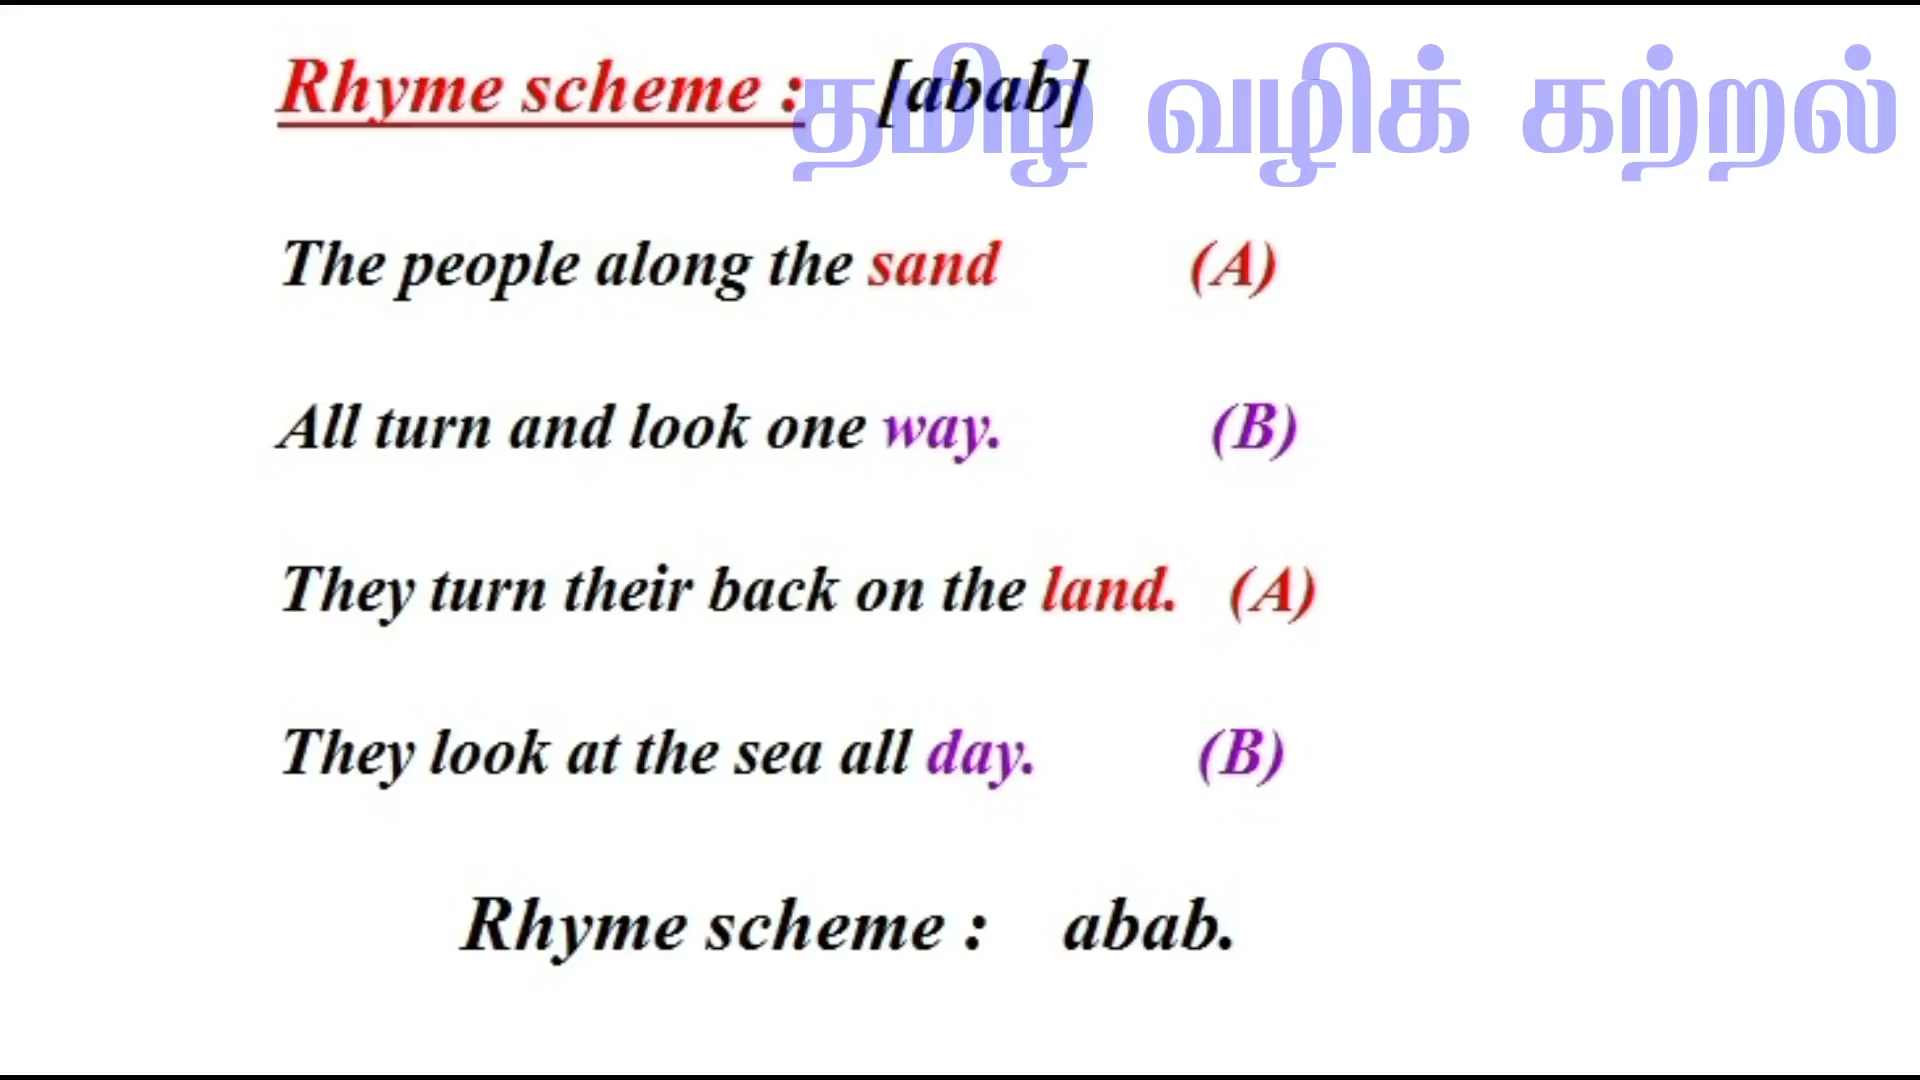 Rhyme scheme : [abab]
தமிழ் வழிக் கற்றல்
The people along the sand (A)
All turn and look one way. (B)
They turn their back on the land. (A)
They look at the sea all day. (B)
Rhyme scheme : abab.